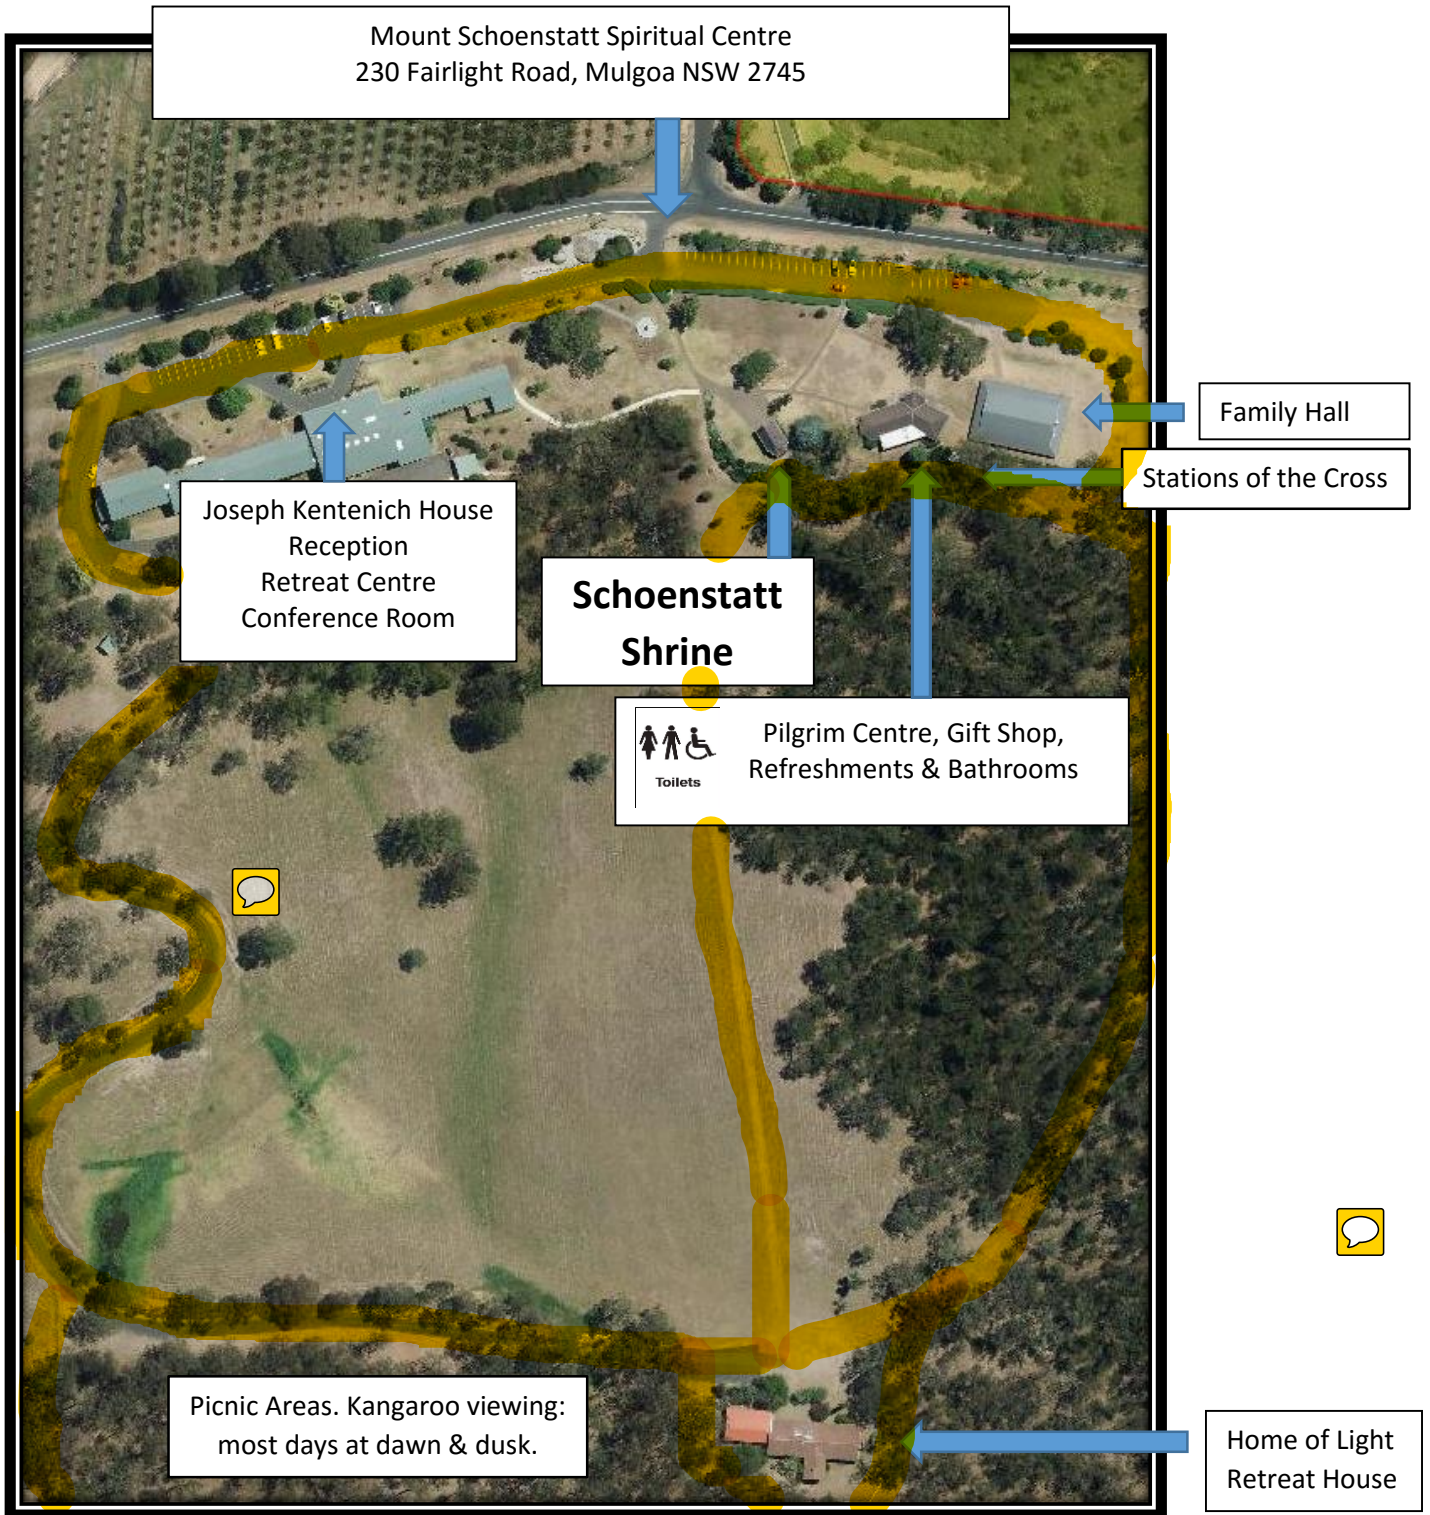 Mount Schoenstatt Spiritual Centre
230 Fairlight Road, Mulgoa NSW 2745
Family Hall
Stations of the Cross
Joseph Kentenich House
Reception
Retreat Centre
Conference Room
Schoenstatt
Shrine
Toilets
Pilgrim Centre, Gift Shop,
Refreshments & Bathrooms
Picnic Areas. Kangaroo viewing:
most days at dawn & dusk.
Home of Light
Retreat House